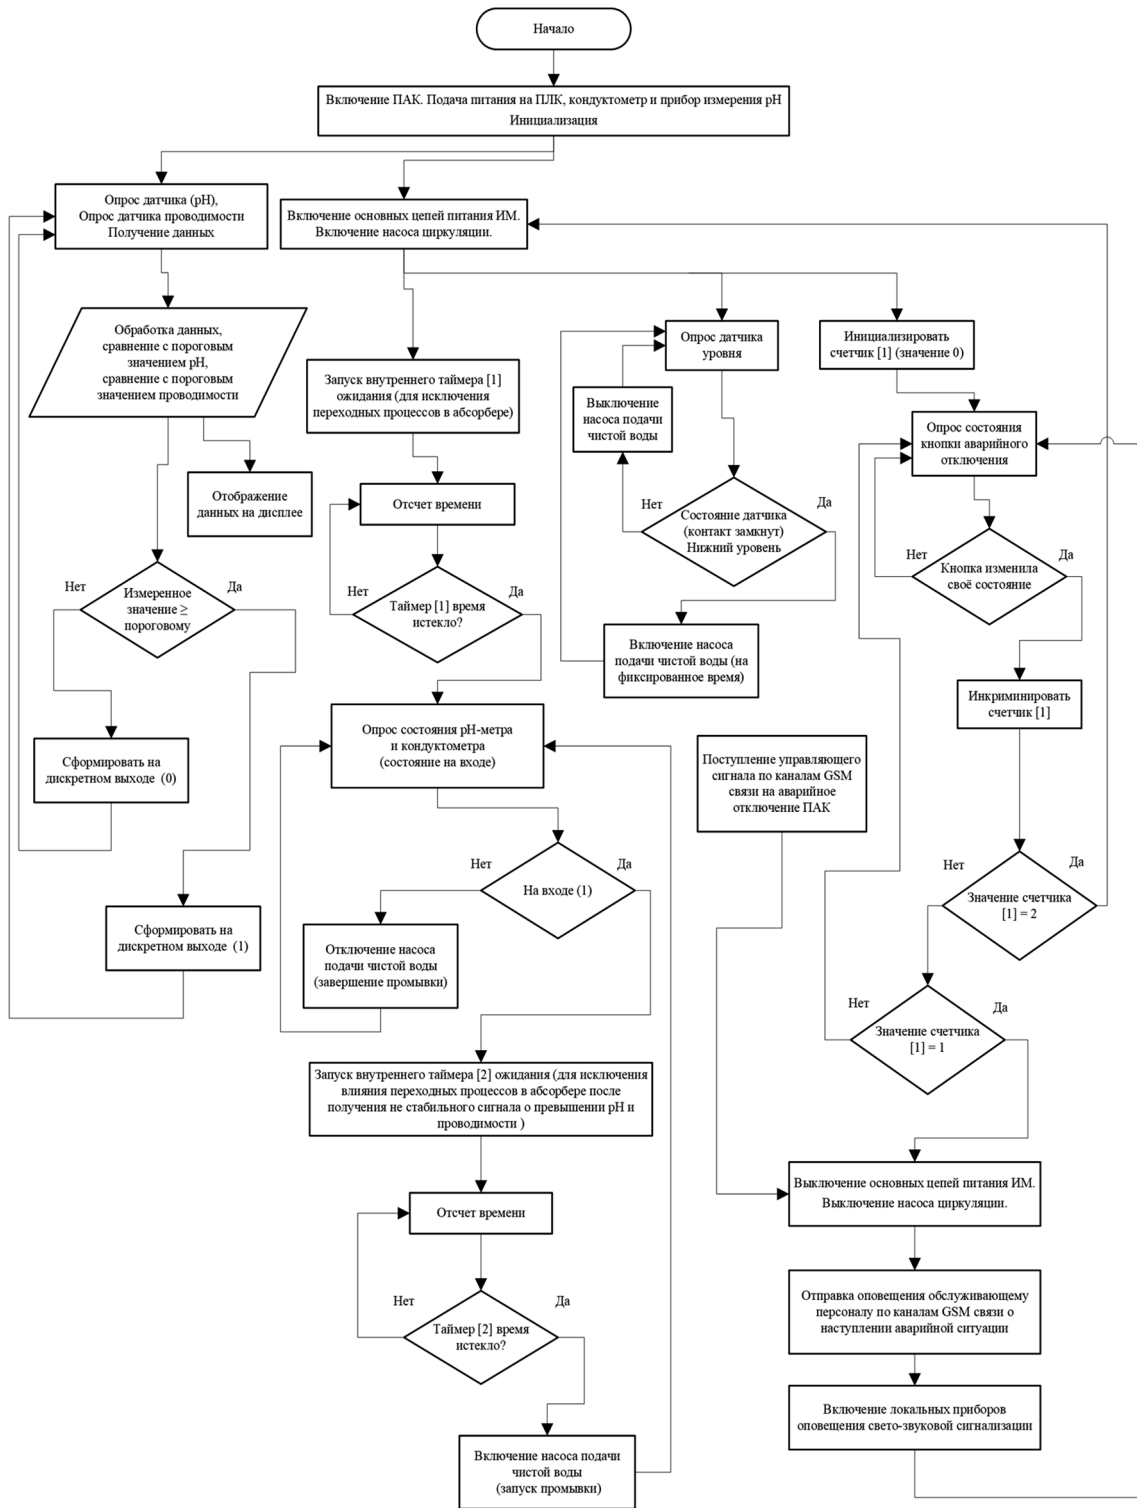 Начало
Включение ПАК. Подача питания на ПЛК, кондуктометр и прибор измерения pH
Инициализация
Опрос датчика (pH),
Опрос датчика проводимости
Получение данных
Включение основных цепей питания ИМ.
Включение насоса циркуляции.
Обработка данных,
сравнение с пороговым
значением pH,
сравнение с пороговым
значением проводимости
Отображение
данных на дисплее
Нет
Да
Измеренное
значение ≥
пороговому
Сформировать на
дискретном выходе (0)
Сформировать на
дискретном выходе (1)
Запуск внутреннего таймера [1]
ожидания (для исключения
переходных процессов в абсорбере)
Отсчет времени
Нет
Да
Таймер [1] время
истекло?
Опрос состояния pH-метра
и кондуктометра
(состояние на входе)
Нет
Да
На входе (1)
Отключение насоса
подачи чистой воды
(завершение промывки)
Запуск внутреннего таймера [2] ожидания (для исключения
влияния переходных процессов в абсорбере после
получения не стабильного сигнала о превышении pH и
проводимости )
Отсчет времени
Нет
Да
Таймер [2] время
истекло?
Включение насоса подачи
чистой воды
(запуск промывки)
Опрос датчика
уровня
Выключение
насоса подачи
чистой воды
Нет
Да
Состояние датчика
(контакт замкнут)
Нижний уровень
Включение насоса
подачи чистой воды (на
фиксированное время)
Поступление управляющего
сигнала по каналам GSM
связи на аварийное
отключение ПАК
Инициализировать
счетчик [1] (значение 0)
Опрос состояния
кнопки аварийного
отключения
Нет
Да
Кнопка изменила
своё состояние
Инкриминировать
счетчик [1]
Нет
Да
Значение счетчика
[1] = 2
Нет
Да
Значение счетчика
[1] = 1
Выключение основных цепей питания ИМ.
Выключение насоса циркуляции.
Отправка оповещения обслуживающему
персоналу по каналам GSM связи о
наступлении аварийной ситуации
Включение локальных приборов
оповещения свето-звуковой сигнализации